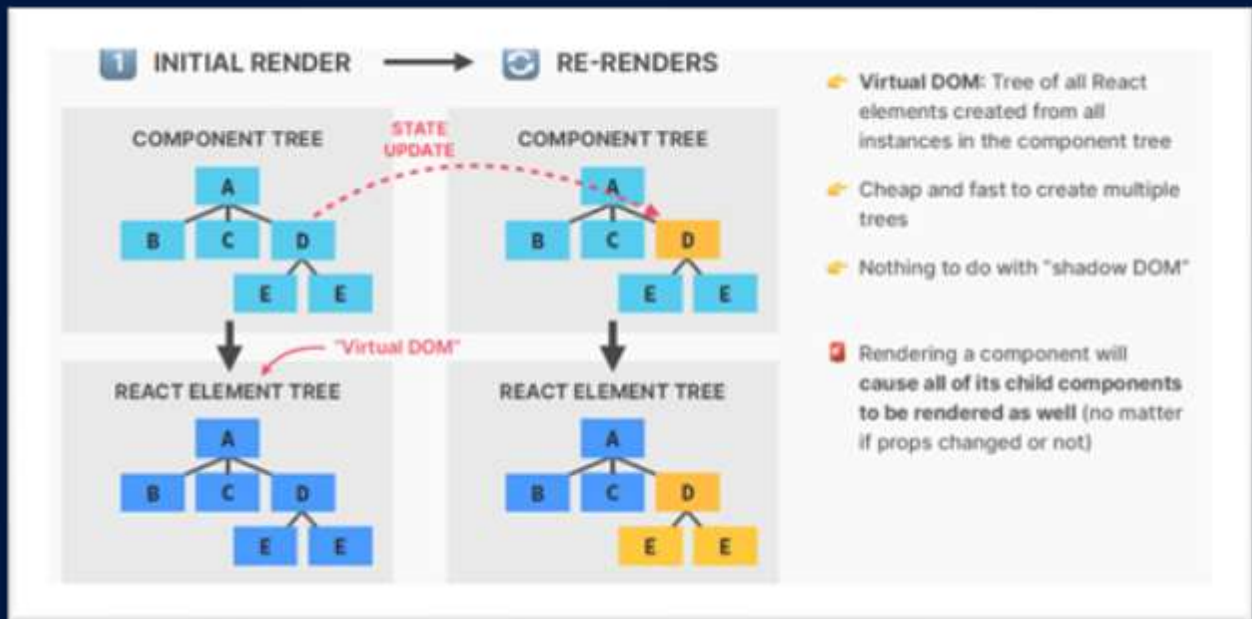 1 INITIAL RENDER
RE-RENDERS
COMPONENT TREE
A
B C D
E E
STATE
UPDATE
COMPONENT TREE
A
B C D
E E
"Virtual DOM"
REACT ELEMENT TREE
A
B C D
E E
REACT ELEMENT TREE
A
B C D
E E
Virtual DOM: Tree of all React
elements created from all
instances in the component tree
Cheap and fast to create multiple
trees
Nothing to do with "shadow DOM"
Rendering a component will
cause all of its child components
to be rendered as well (no matter
if props changed or not)